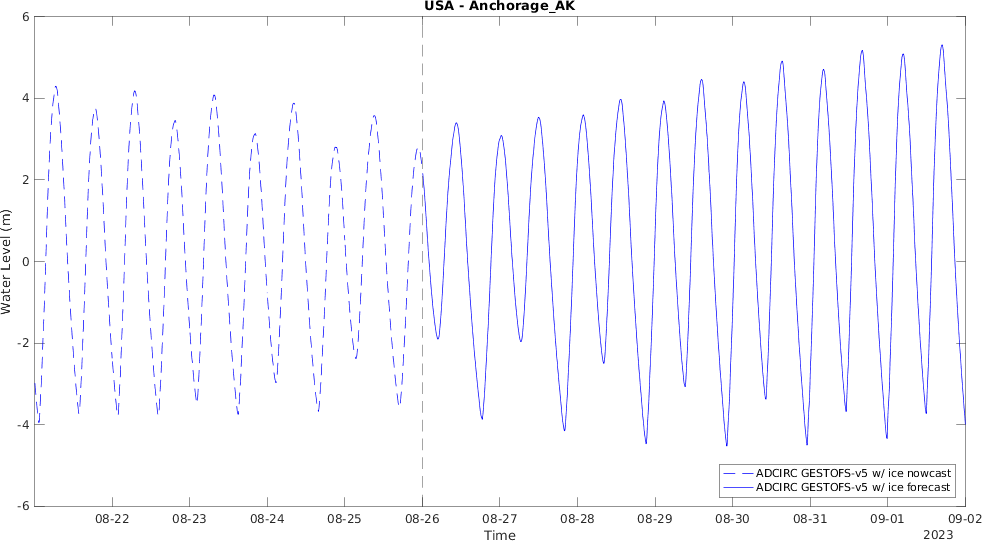 USA - Anchorage_AK
6
4
2
0
-2
-4
-6
Water Level (m)
ADCIRC GESTOFS-v5 w/ ice nowcast
ADCIRC GESTOFS-v5 w/ ice forecast
08-22 08-23 08-24 08-25 08-26 08-27 08-28 08-29 08-30 08-31 09-01 09-02
Time
2023